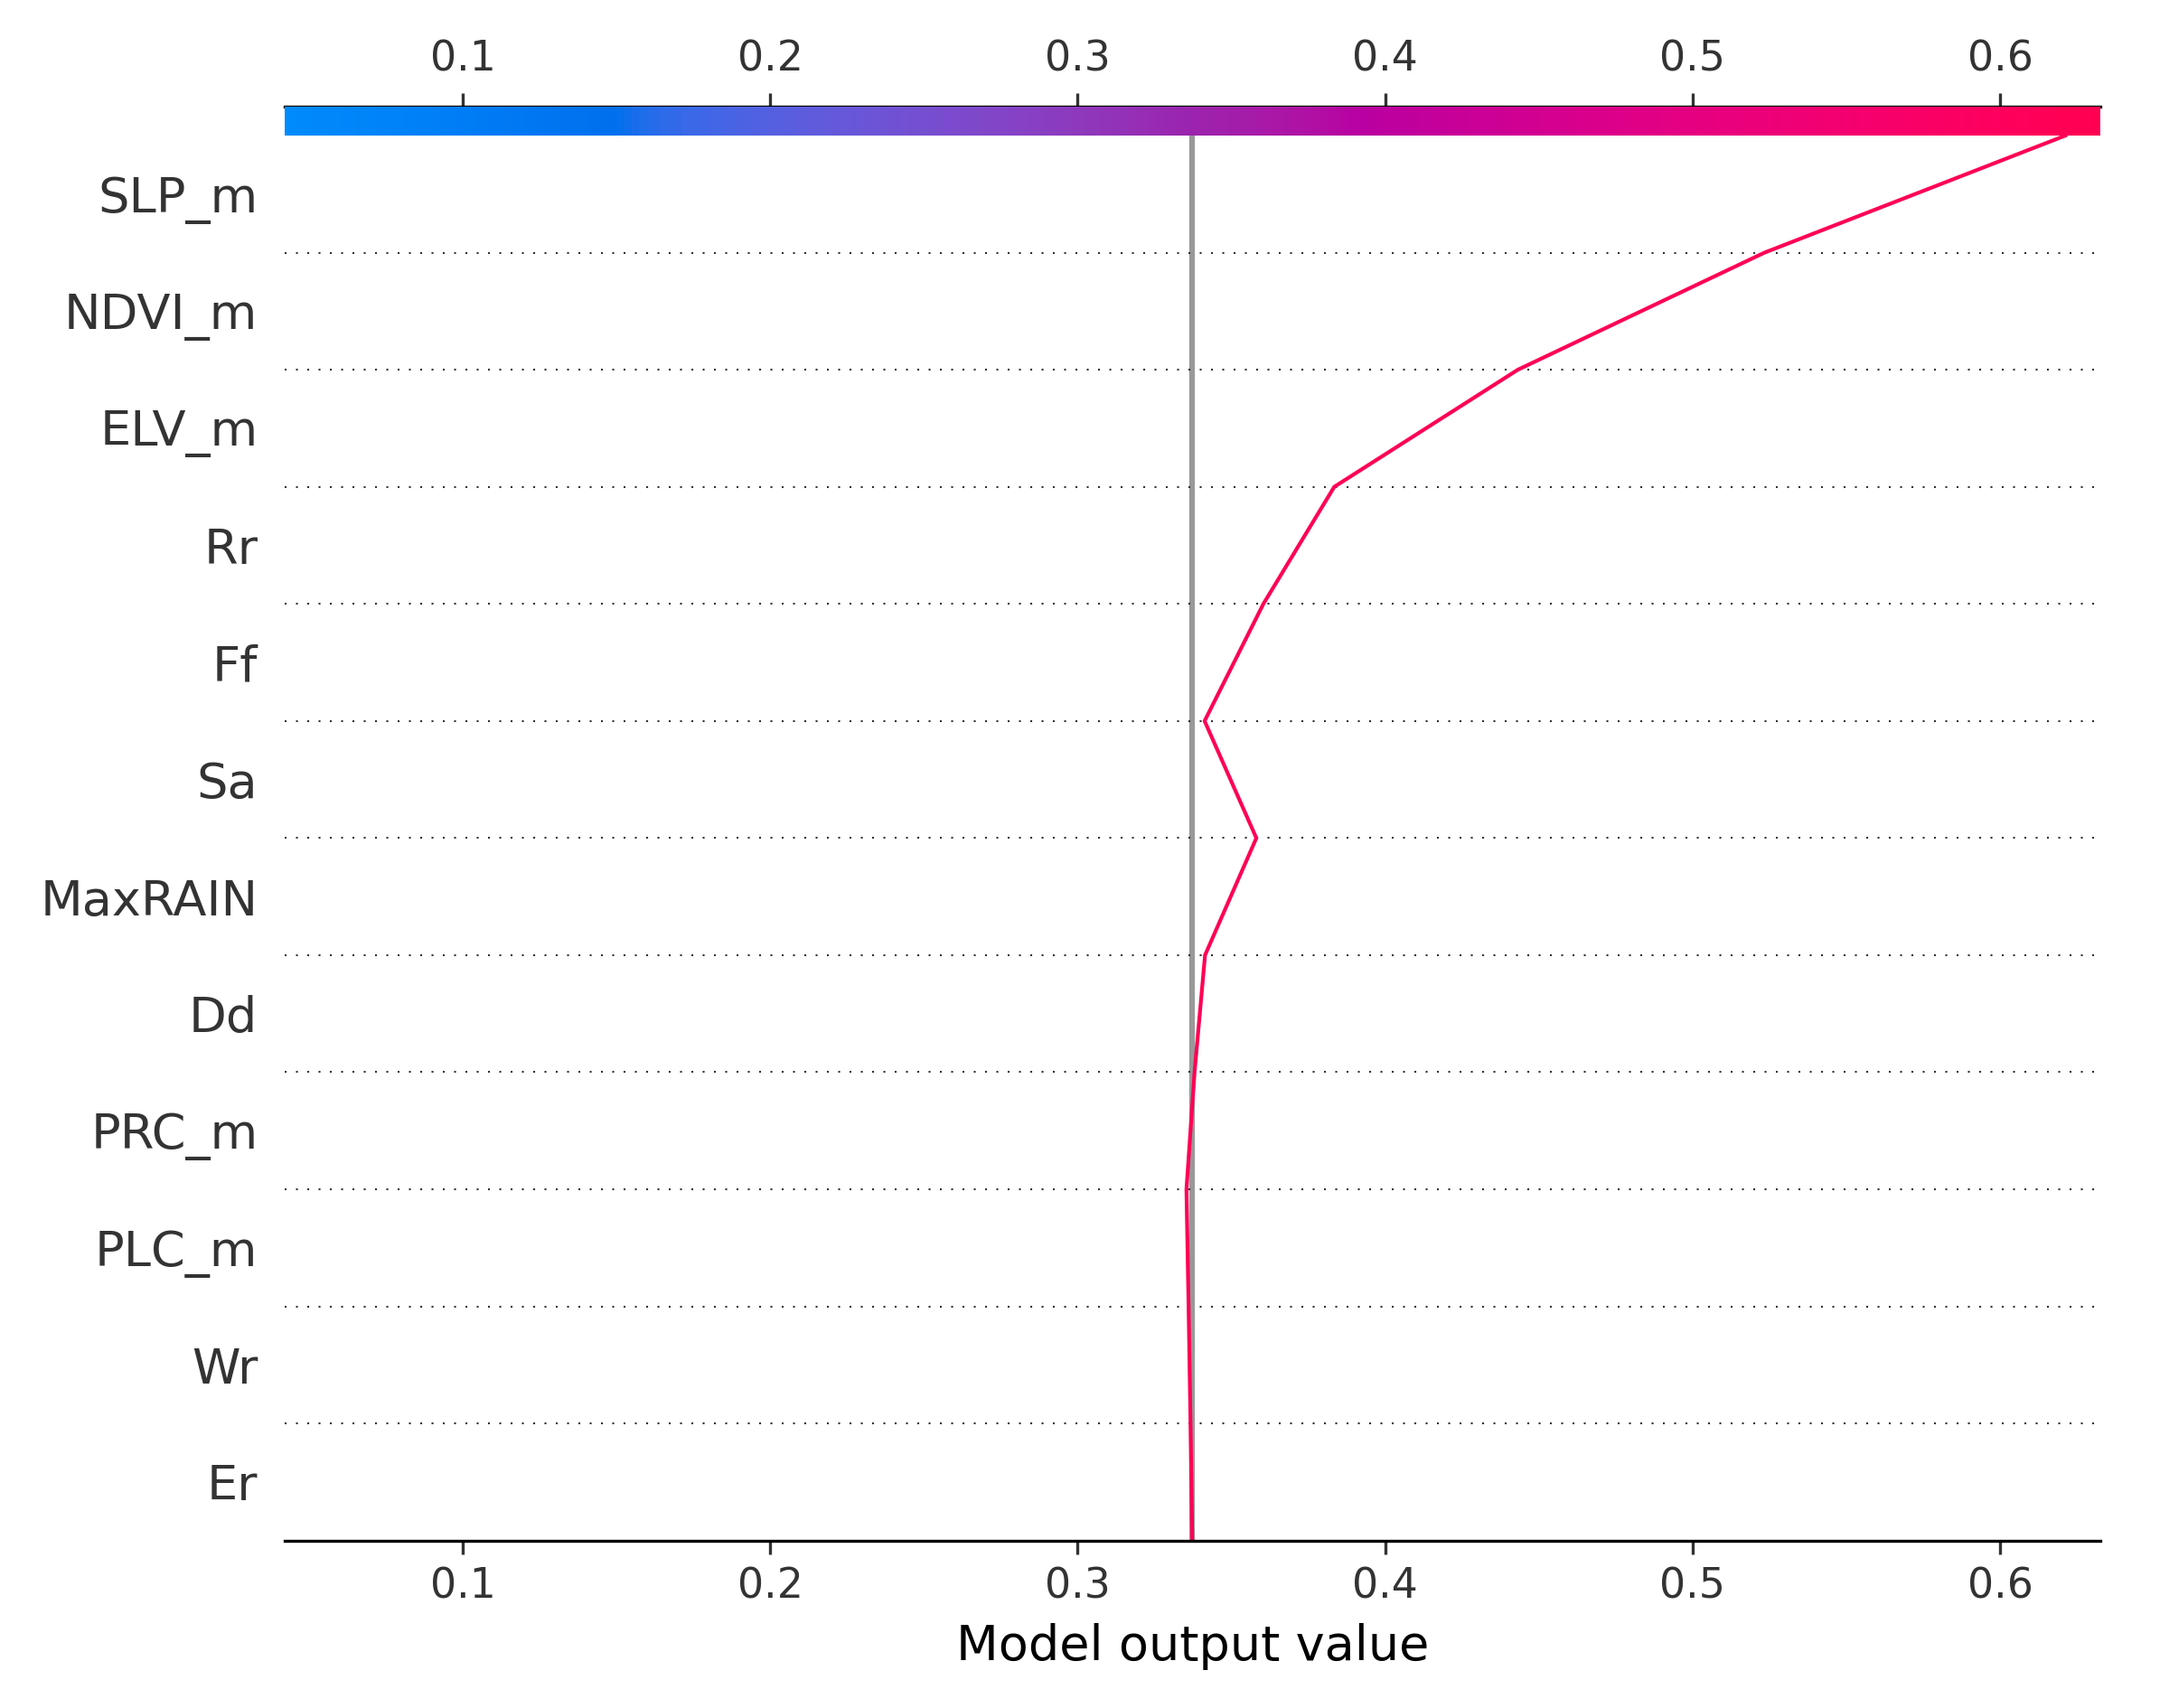 0.1 0.2 0.3 0.4 0.5 0.6
SLP_m
NDVI_m
ELV_m
Rr
Ff
Sa
MaxRAIN
Dd
PRC_m
PLC_m
Wr
Er
0.1 0.2 0.3 0.4 0.5 0.6
Model output value